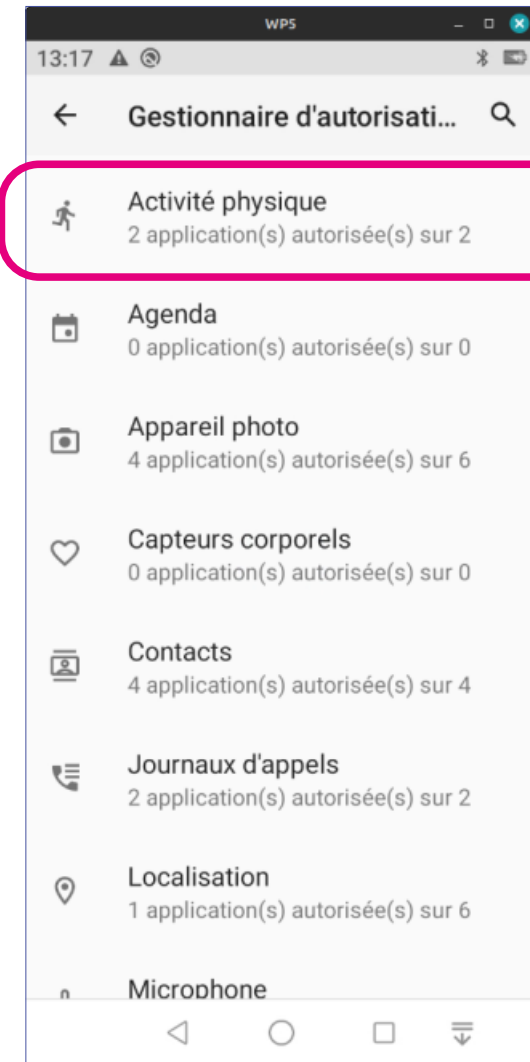 WPS
13:17
Gestionnaire d'autorisati...
Activité physique
2 application(s) autorisée(s) sur 2
Agenda
0 application(s) autorisée(s) sur 0
Appareil photo
4 application(s) autorisée(s) sur 6
Capteurs corporels
0 application(s) autorisée(s) sur 0
Contacts
4 application(s) autorisée(s) sur 4
Journaux d'appels
2 application(s) autorisée(s) sur 2
Localisation
1 application(s) autorisée(s) sur 6
Microphone